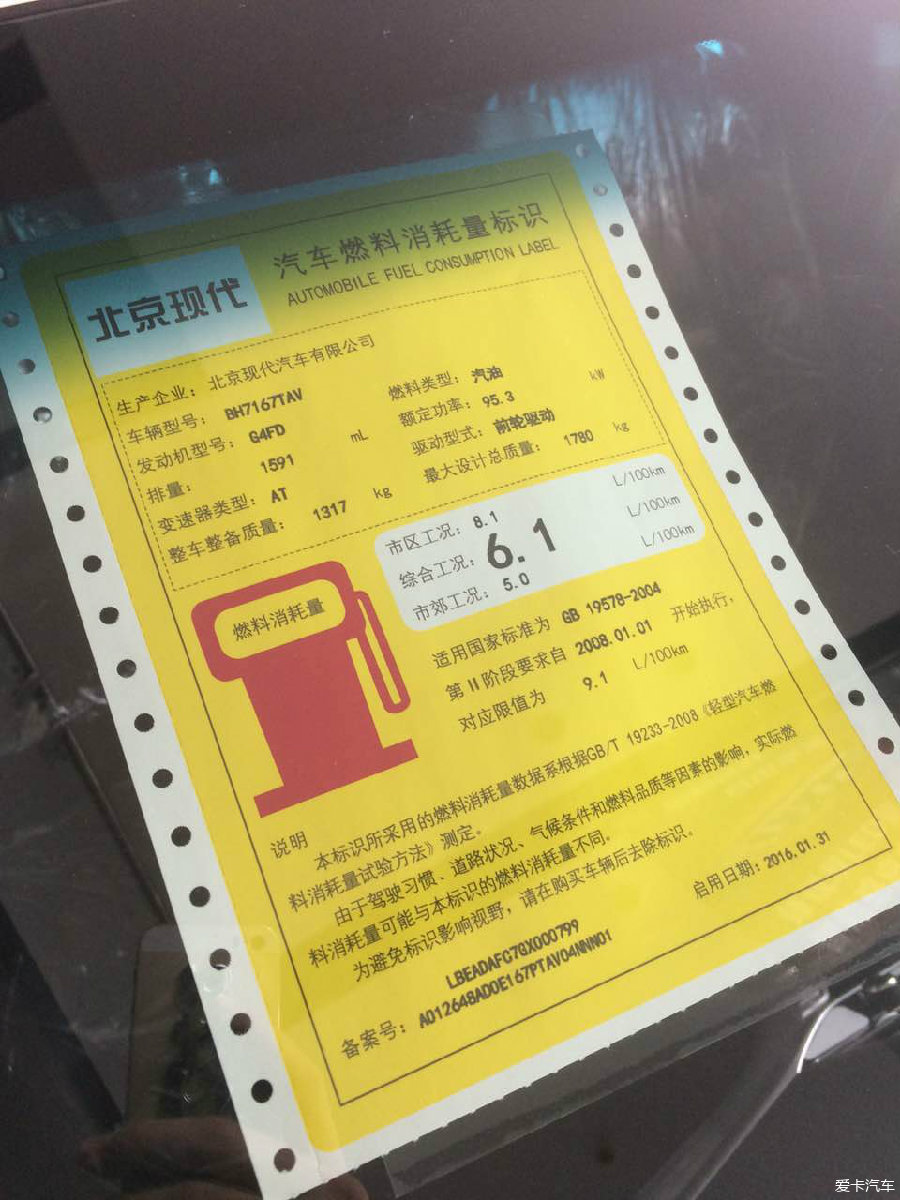 北京现代
汽车燃料消耗量标识
AUTOMOBILE FUEL CONSUMPTION LABEL
生产企业：北京现代汽车有限公司
车辆型号：BH7167TAV 燃料类型：汽油
发动机型号：G4FD 额定功率：95.3 kW
排量：1591 mL 驱动型式：前轮驱动
变速器类型：AT 最大设计总质量：1780 kg
整车整备质量：1317 kg
市区工况：8.1 L/100km
综合工况：6.1 L/100km
市郊工况：5.0 L/100km
燃料消耗量
适用国家标准为 GB 19578-2004
第Ⅱ阶段要求自 2008.01.01 开始执行，
对应限值为 9.1 L/100km
说明
本标识所采用的燃料消耗量数据系根据GB/T 19233-2008《轻型汽车燃
料消耗量试验方法》测定。
由于驾驶习惯、道路状况、气候条件和燃料品质等因素的影响，实际燃
料消耗量可能与本标识的燃料消耗量不同。
为避免标识影响视野，请在购买车辆后去除标识。
启用日期：2016.01.31
LBEADAFC7GX000799
备案号：A012648AD0E167PTAV04NNN01
爱卡汽车